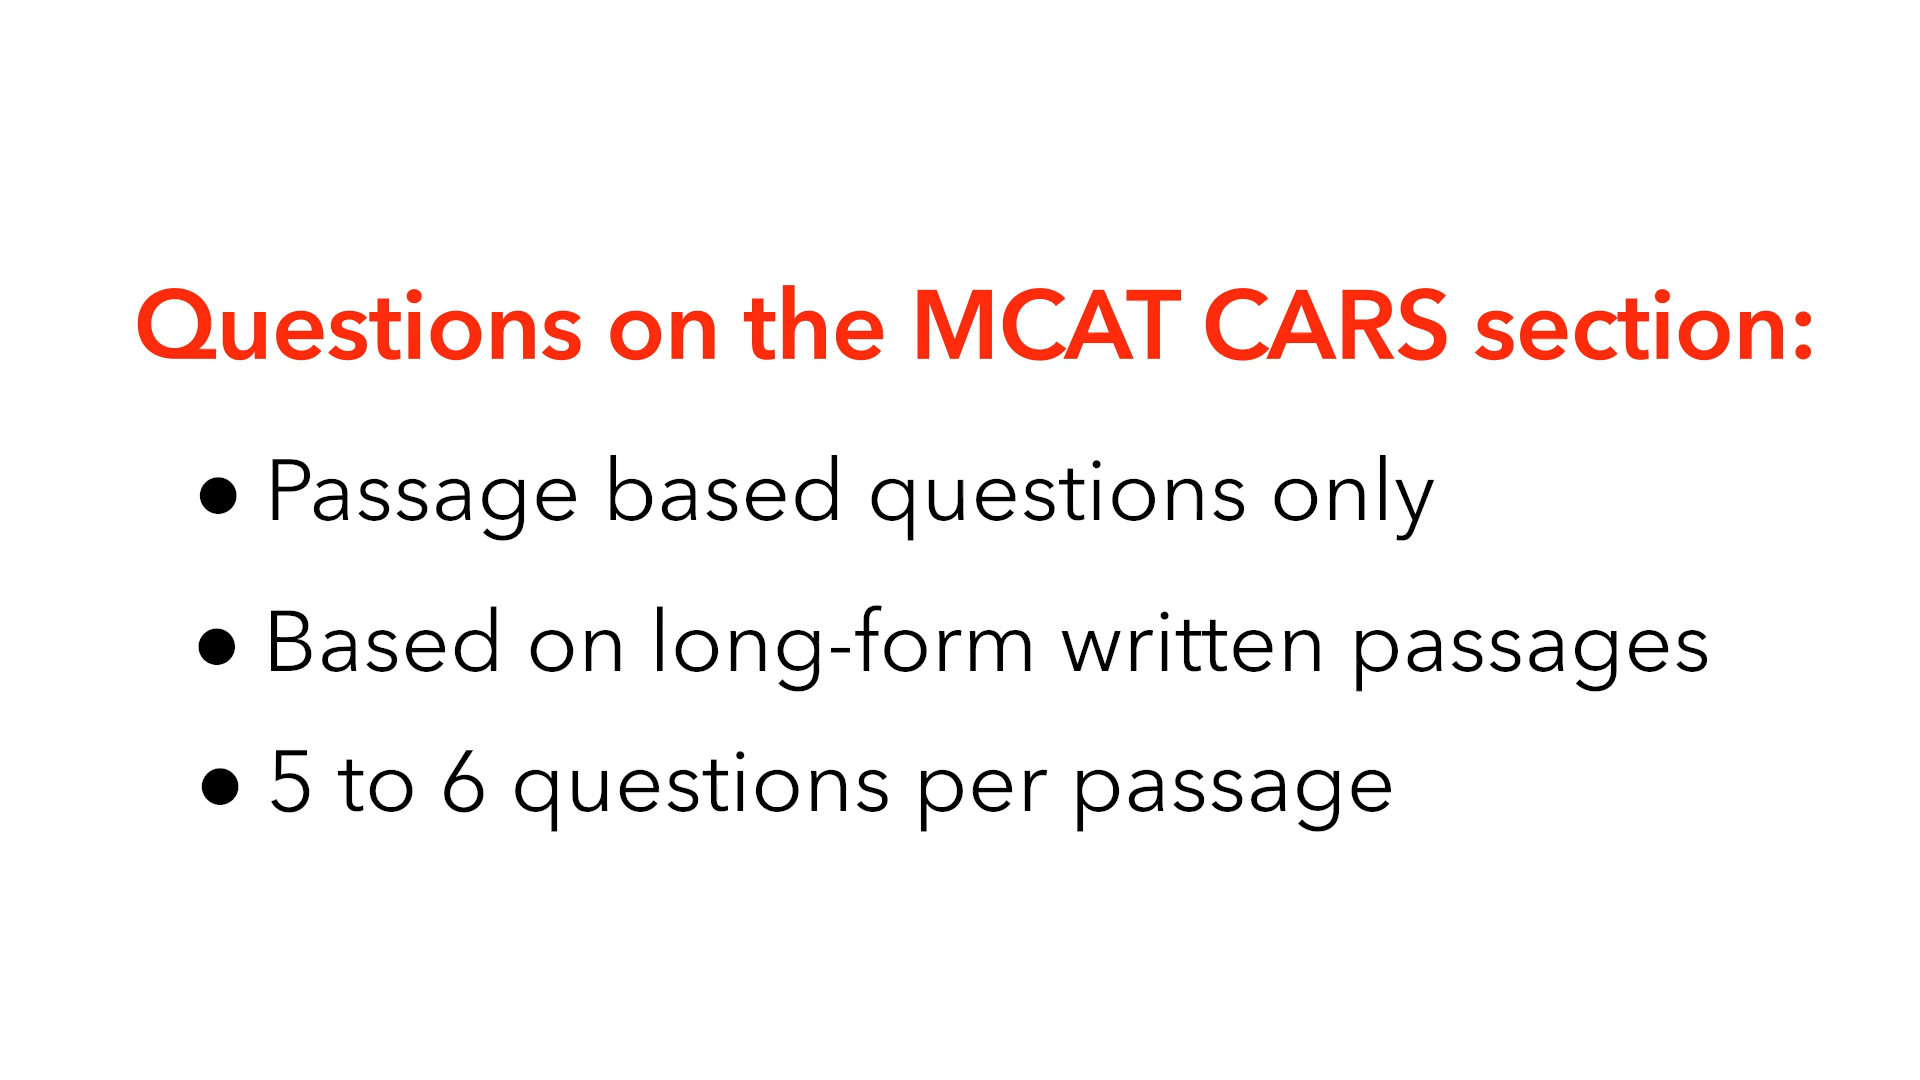 Questions on the MCAT CARS section:
• Passage based questions only
• Based on long-form written passages
• 5 to 6 questions per passage